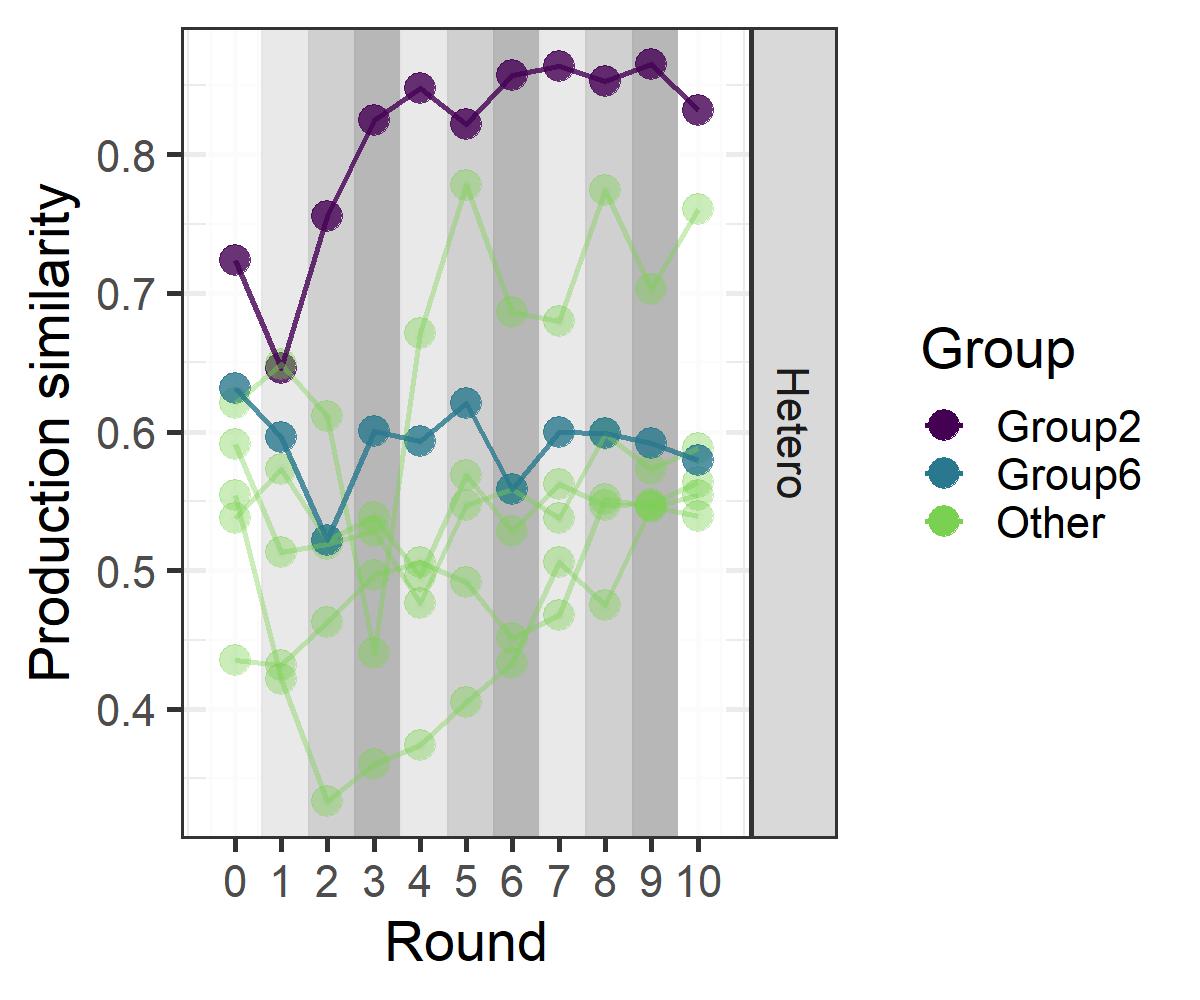 Production similarity
0.8
0.7
0.6
0.5
0.4
0 1 2 3 4 5 6 7 8 9 10
Round
Hetero
Group
Group2
Group6
Other